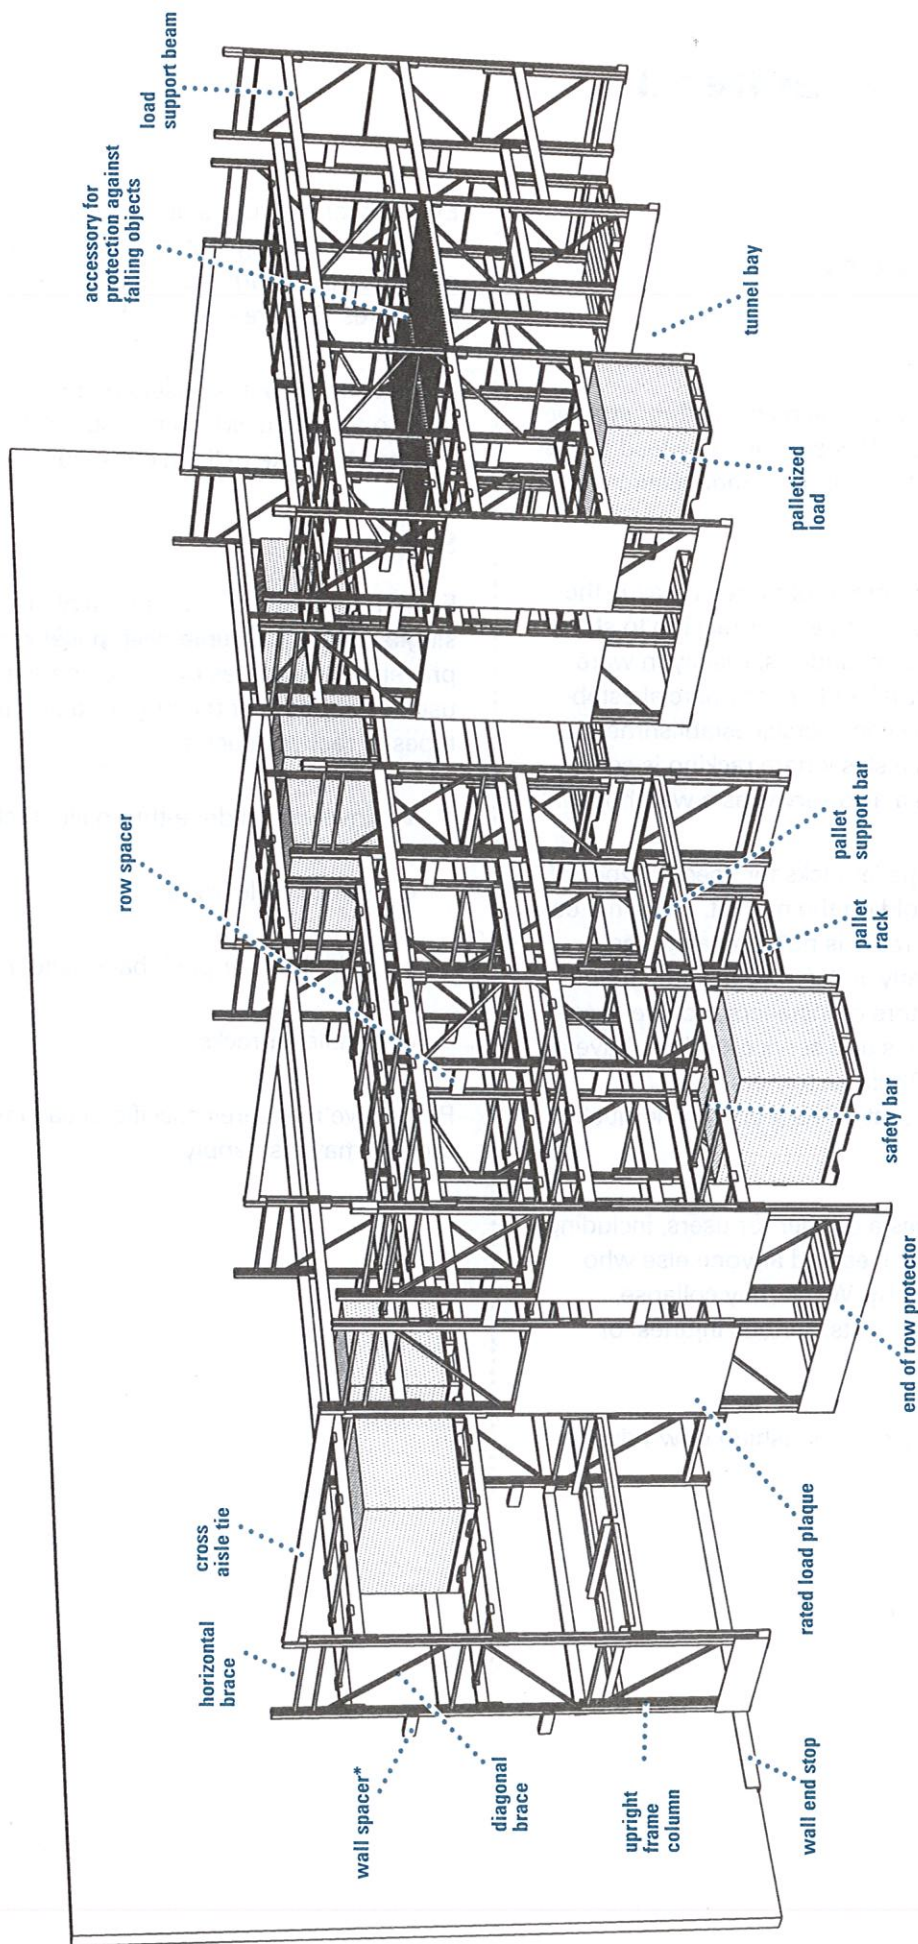 accessory for
protection against
falling objects
load
support beam
row spacer
cross
aisle tie
horizontal
brace
wall spacer*
diagonal
brace
upright
frame
column
wall end stop
rated load plaque
end of row protector
safety bar
pallet
rack
pallet
support bar
palletized
load
tunnel bay